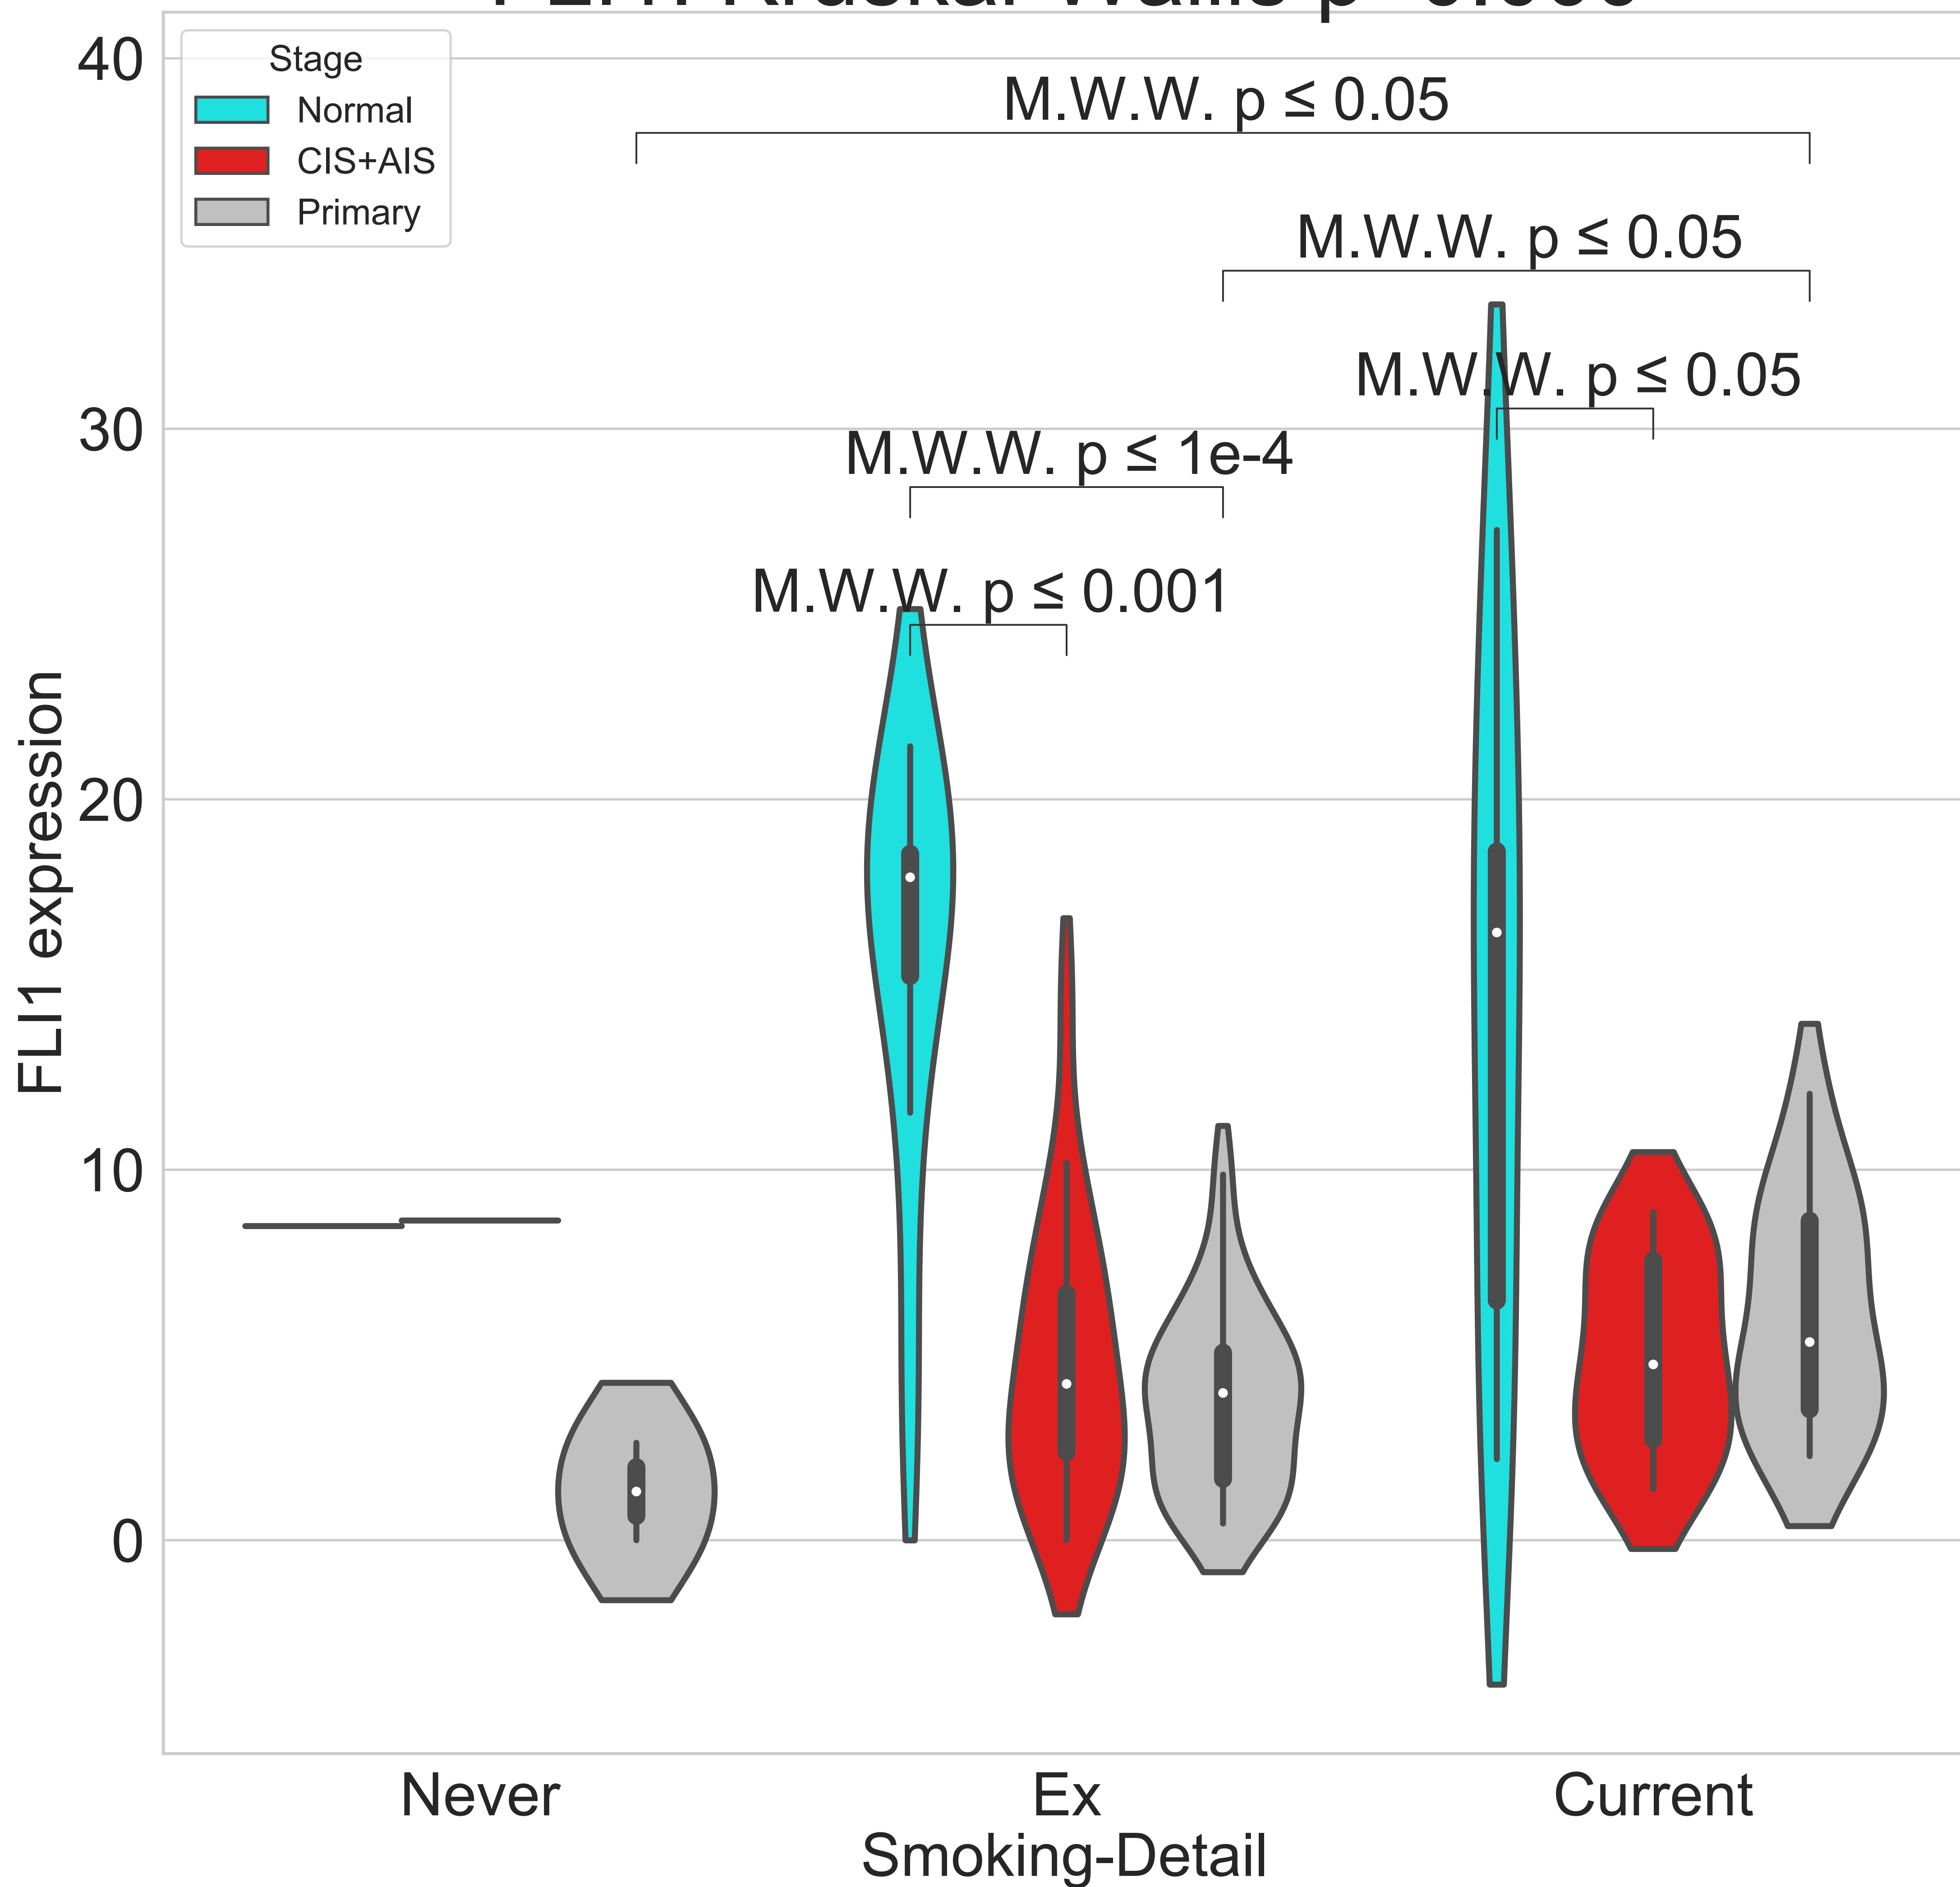 40
Stage
Normal
CIS+AIS
Primary
M.W.W. p ≤ 0.05
M.W.W. p ≤ 0.05
M.W.W. p ≤ 0.05
30
M.W.W. p ≤ 1e-4
M.W.W. p ≤ 0.001
FLI1 expression
20
10
0
Never
Ex
Current
Smoking-Detail